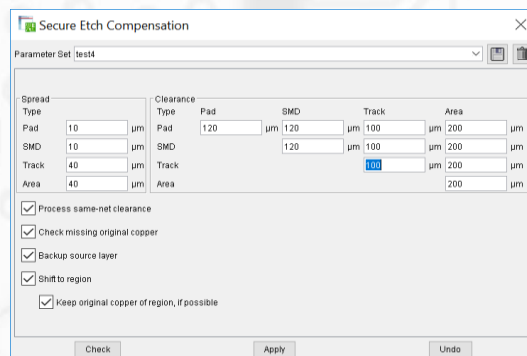 Secure Etch Compensation
Parameter Set test4
Spread
Clearance
Type
Type Pad SMD Track Area
Pad 10 µm
Pad 120 µm 120 µm 100 µm 200 µm
SMD 10 µm
SMD 120 µm 100 µm 200 µm
Track 40 µm
Track 100 µm 200 µm
Area 40 µm
Area 200 µm
Process same-net clearance
Check missing original copper
Backup source layer
Shift to region
Keep original copper of region, if possible
Check Apply Undo